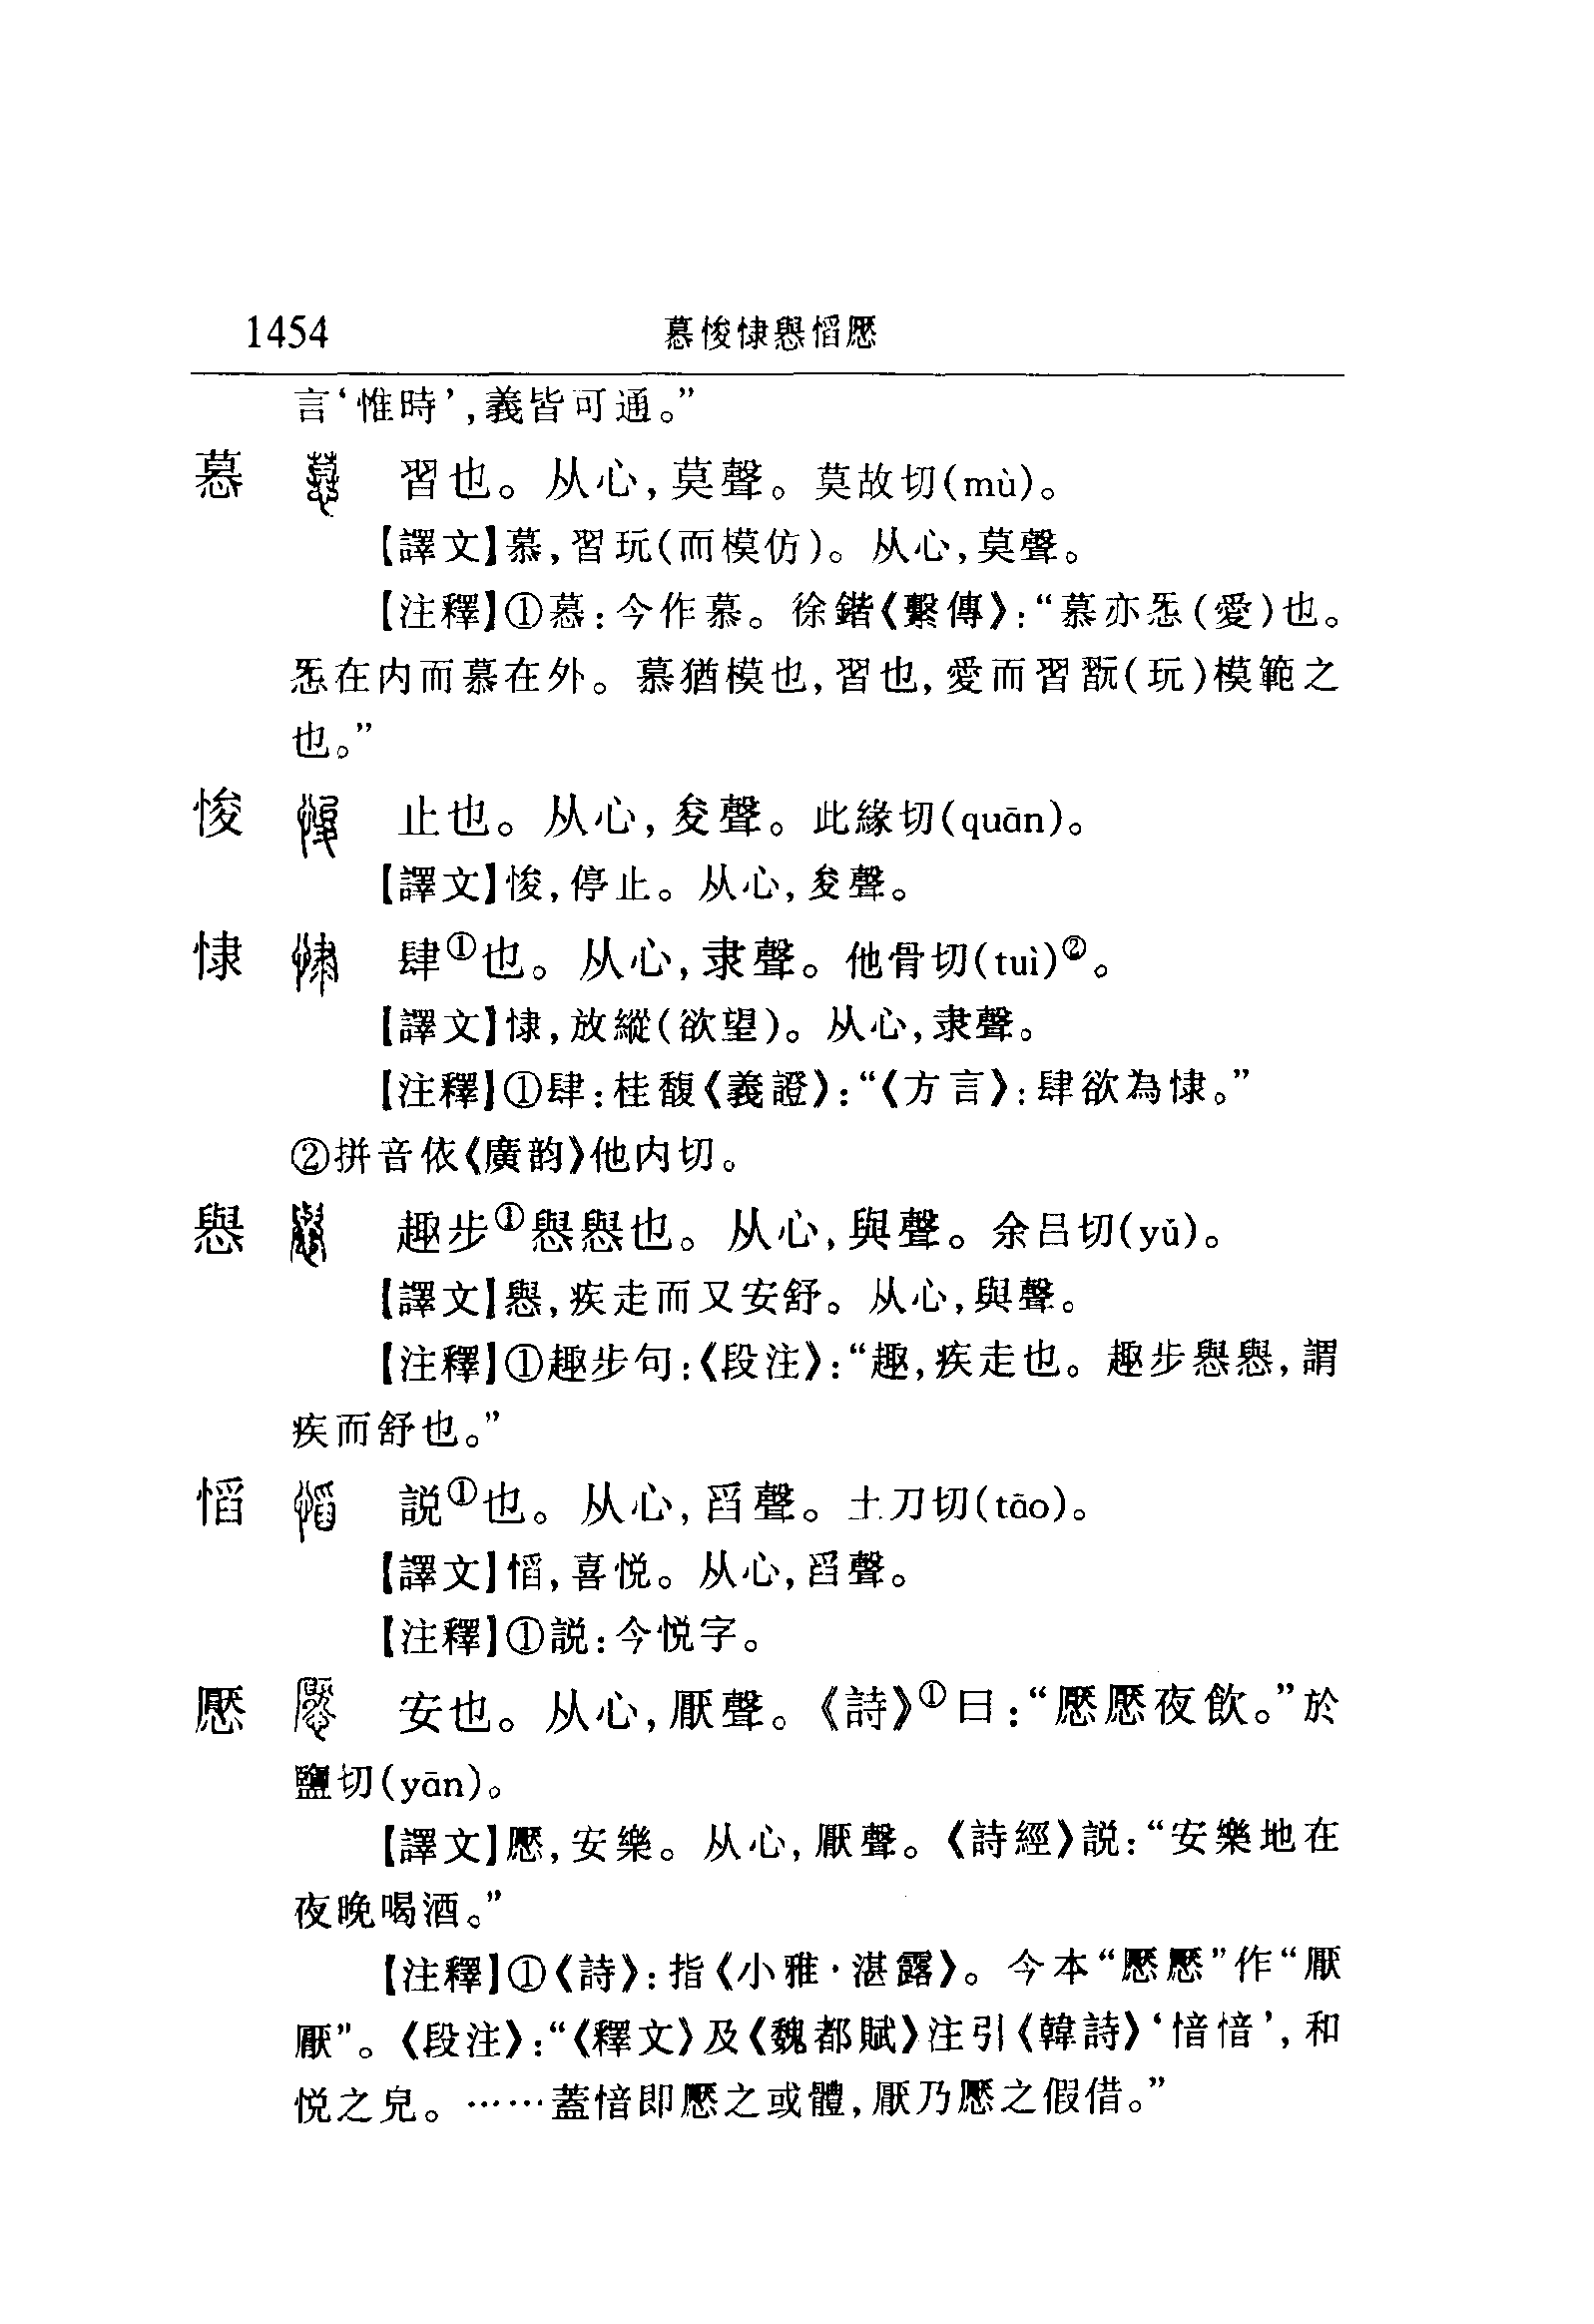 1454 慕悛㥆懙慆懕
言‘惟時’,義皆可通。”
慕 習也。从心,莫聲。莫故切(mù)。
【譯文】慕,習玩(而模仿)。从心,莫聲。
【注釋】①慕:今作慕。徐鍇《繫傳》:“慕亦㤅(愛)也。
㤅在内而慕在外。慕猶模也,習也,愛而習翫(玩)模範之
也。”
悛 止也。从心,夋聲。此緣切(quān)。
【譯文】悛,停止。从心,夋聲。
㥆 肆①也。从心,隶聲。他骨切(tuì)②。
【譯文】㥆,放縱(欲望)。从心,隶聲。
【注釋】①肆:桂馥《義證》:“《方言》:肆欲為㥆。”
②拼音依《廣韵》他内切。
懙 趣步①懙懙也。从心,與聲。余吕切(yǔ)。
【譯文】懙,疾走而又安舒。从心,與聲。
【注釋】①趣步句:《段注》:“趣,疾走也。趣步懙懙,謂
疾而舒也。”
慆 説①也。从心,舀聲。土刀切(tāo)。
【譯文】慆,喜悦。从心,舀聲。
【注釋】①説:今悦字。
懕 安也。从心,厭聲。《詩》①曰:“懕懕夜飲。”於
鹽切(yān)。
【譯文】懕,安樂。从心,厭聲。《詩經》説:“安樂地在
夜晚喝酒。”
【注釋】①《詩》:指《小雅·湛露》。今本“懕懕”作“厭
厭”。《段注》:“《釋文》及《魏都賦》注引《韓詩》‘愔愔’,和
悦之皃。……蓋愔即懕之或體,厭乃懕之假借。”